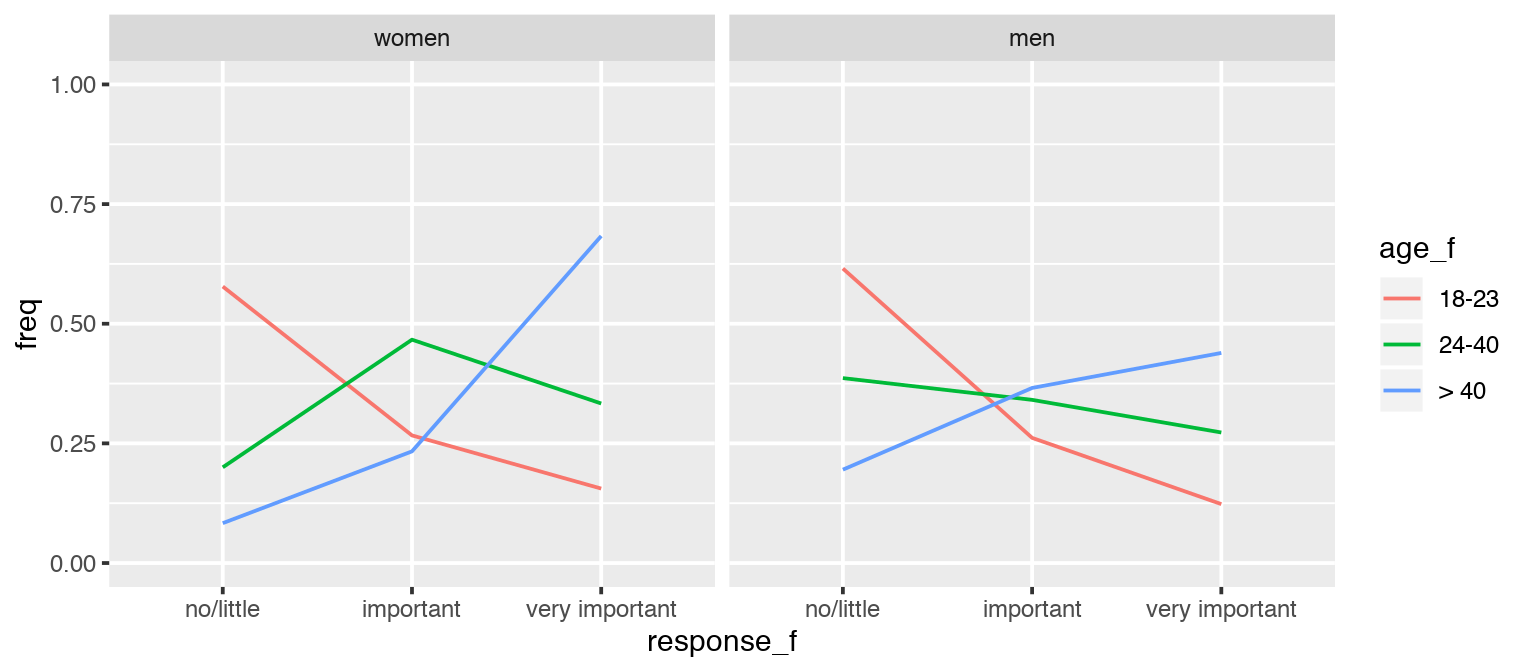 women
men
1.00
0.75
0.50
0.25
0.00
freq
no/little important very important
no/little important very important
response_f
age_f
18-23
24-40
> 40